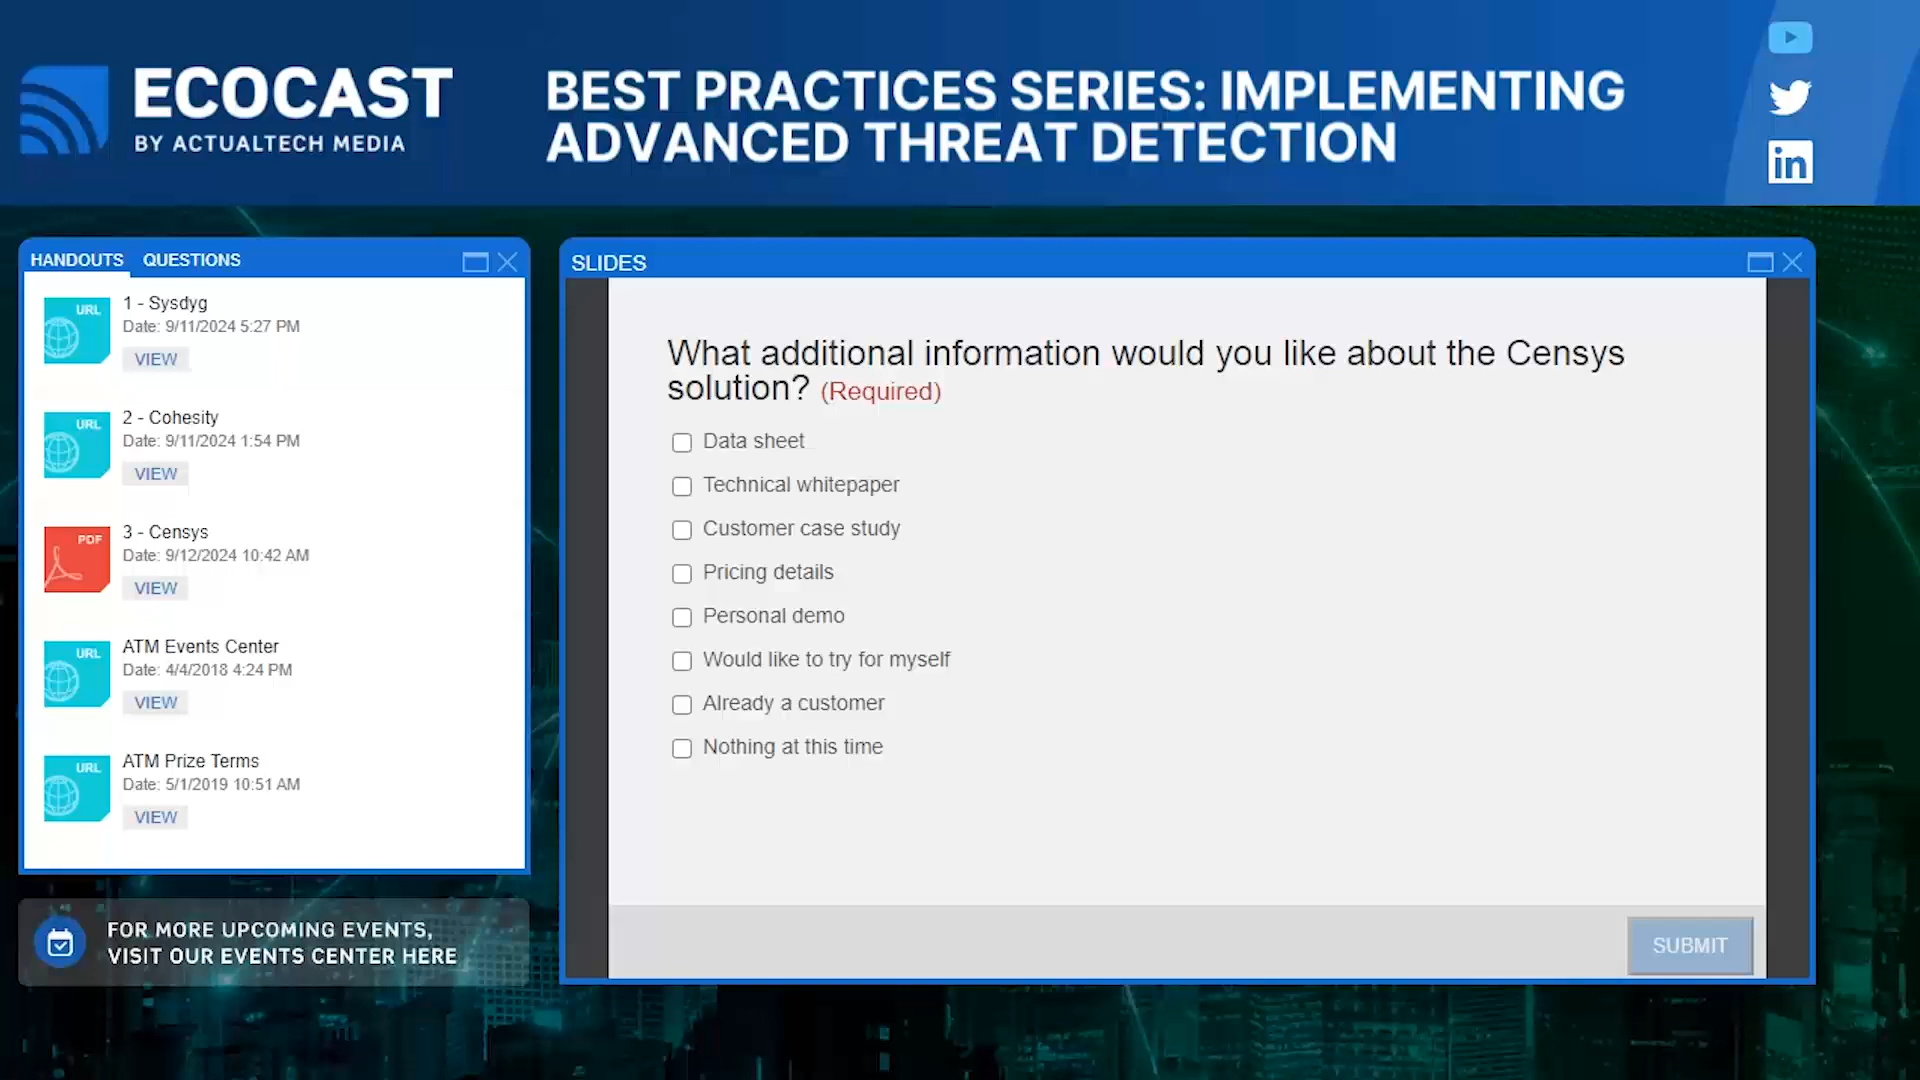 ECOCAST
BY ACTUALTECH MEDIA
BEST PRACTICES SERIES: IMPLEMENTING
ADVANCED THREAT DETECTION
in
HANDOUTS QUESTIONS
URL
1 - Sysdyg
Date: 9/11/2024 5:27 PM
VIEW
URL
2 - Cohesity
Date: 9/11/2024 1:54 PM
VIEW
PDF
3 - Censys
Date: 9/12/2024 10:42 AM
VIEW
URL
ATM Events Center
Date: 4/4/2018 4:24 PM
VIEW
URL
ATM Prize Terms
Date: 5/1/2019 10:51 AM
VIEW
FOR MORE UPCOMING EVENTS,
VISIT OUR EVENTS CENTER HERE
SLIDES
What additional information would you like about the Censys
solution? (Required)
Data sheet
Technical whitepaper
Customer case study
Pricing details
Personal demo
Would like to try for myself
Already a customer
Nothing at this time
SUBMIT